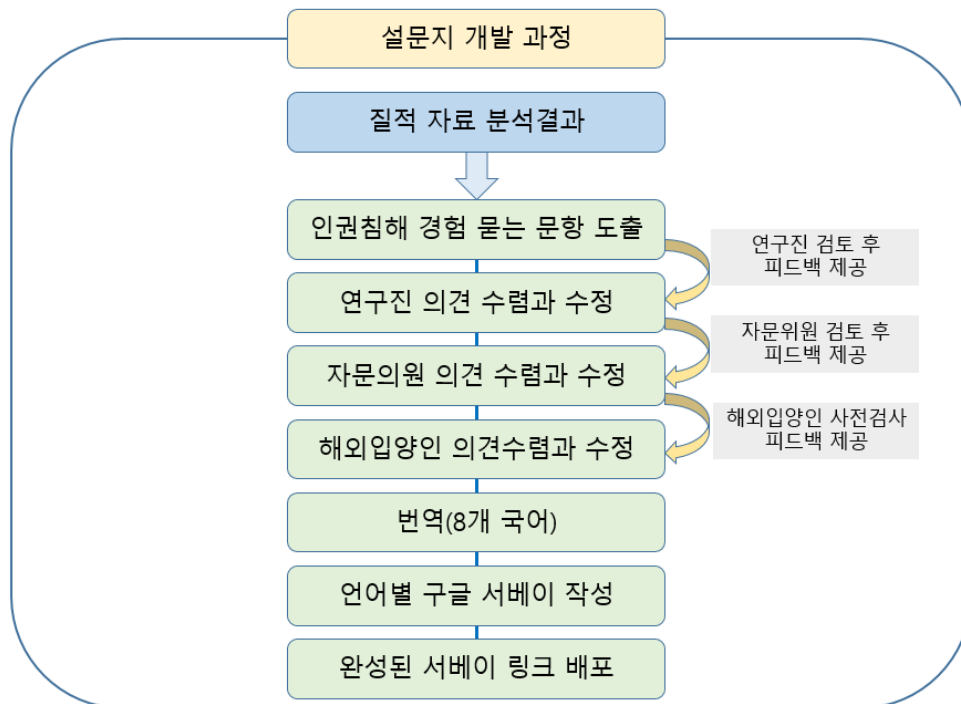 설문지 개발 과정
질적 자료 분석결과
인권침해 경험 묻는 문항 도출
연구진 검토 후
피드백 제공
연구진 의견 수렴과 수정
자문위원 검토 후
피드백 제공
자문의원 의견 수렴과 수정
해외입양인 사전검사
피드백 제공
해외입양인 의견수렴과 수정
번역(8개 국어)
언어별 구글 서베이 작성
완성된 서베이 링크 배포